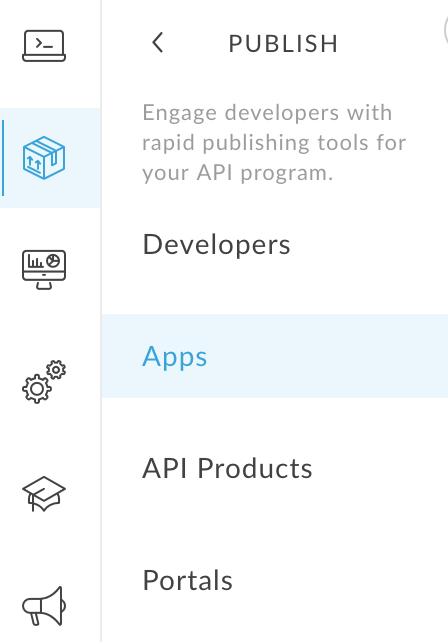 PUBLISH
Engage developers with
rapid publishing tools for
your API program.
Developers
Apps
API Products
Portals